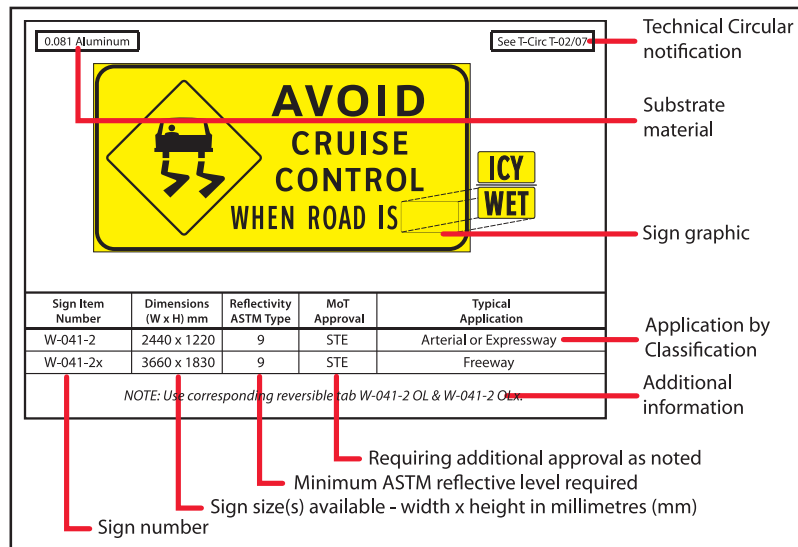 0.081 Aluminum
See T-Circ T-02/07
Technical Circular
notification
Substrate
material
AVOID
CRUISE
CONTROL
WHEN ROAD IS
ICY
WET
Sign graphic
Sign Item Number
Dimensions (W x H) mm
Reflectivity ASTM Type
MoT Approval
Typical Application
W-041-2 2440 x 1220 9 STE Arterial or Expressway
W-041-2x 3660 x 1830 9 STE Freeway
Application by
Classification
NOTE: Use corresponding reversible tab W-041-2 OL & W-041-2 OLx.
Additional
information
Requiring additional approval as noted
Minimum ASTM reflective level required
Sign size(s) available - width x height in millimetres (mm)
Sign number